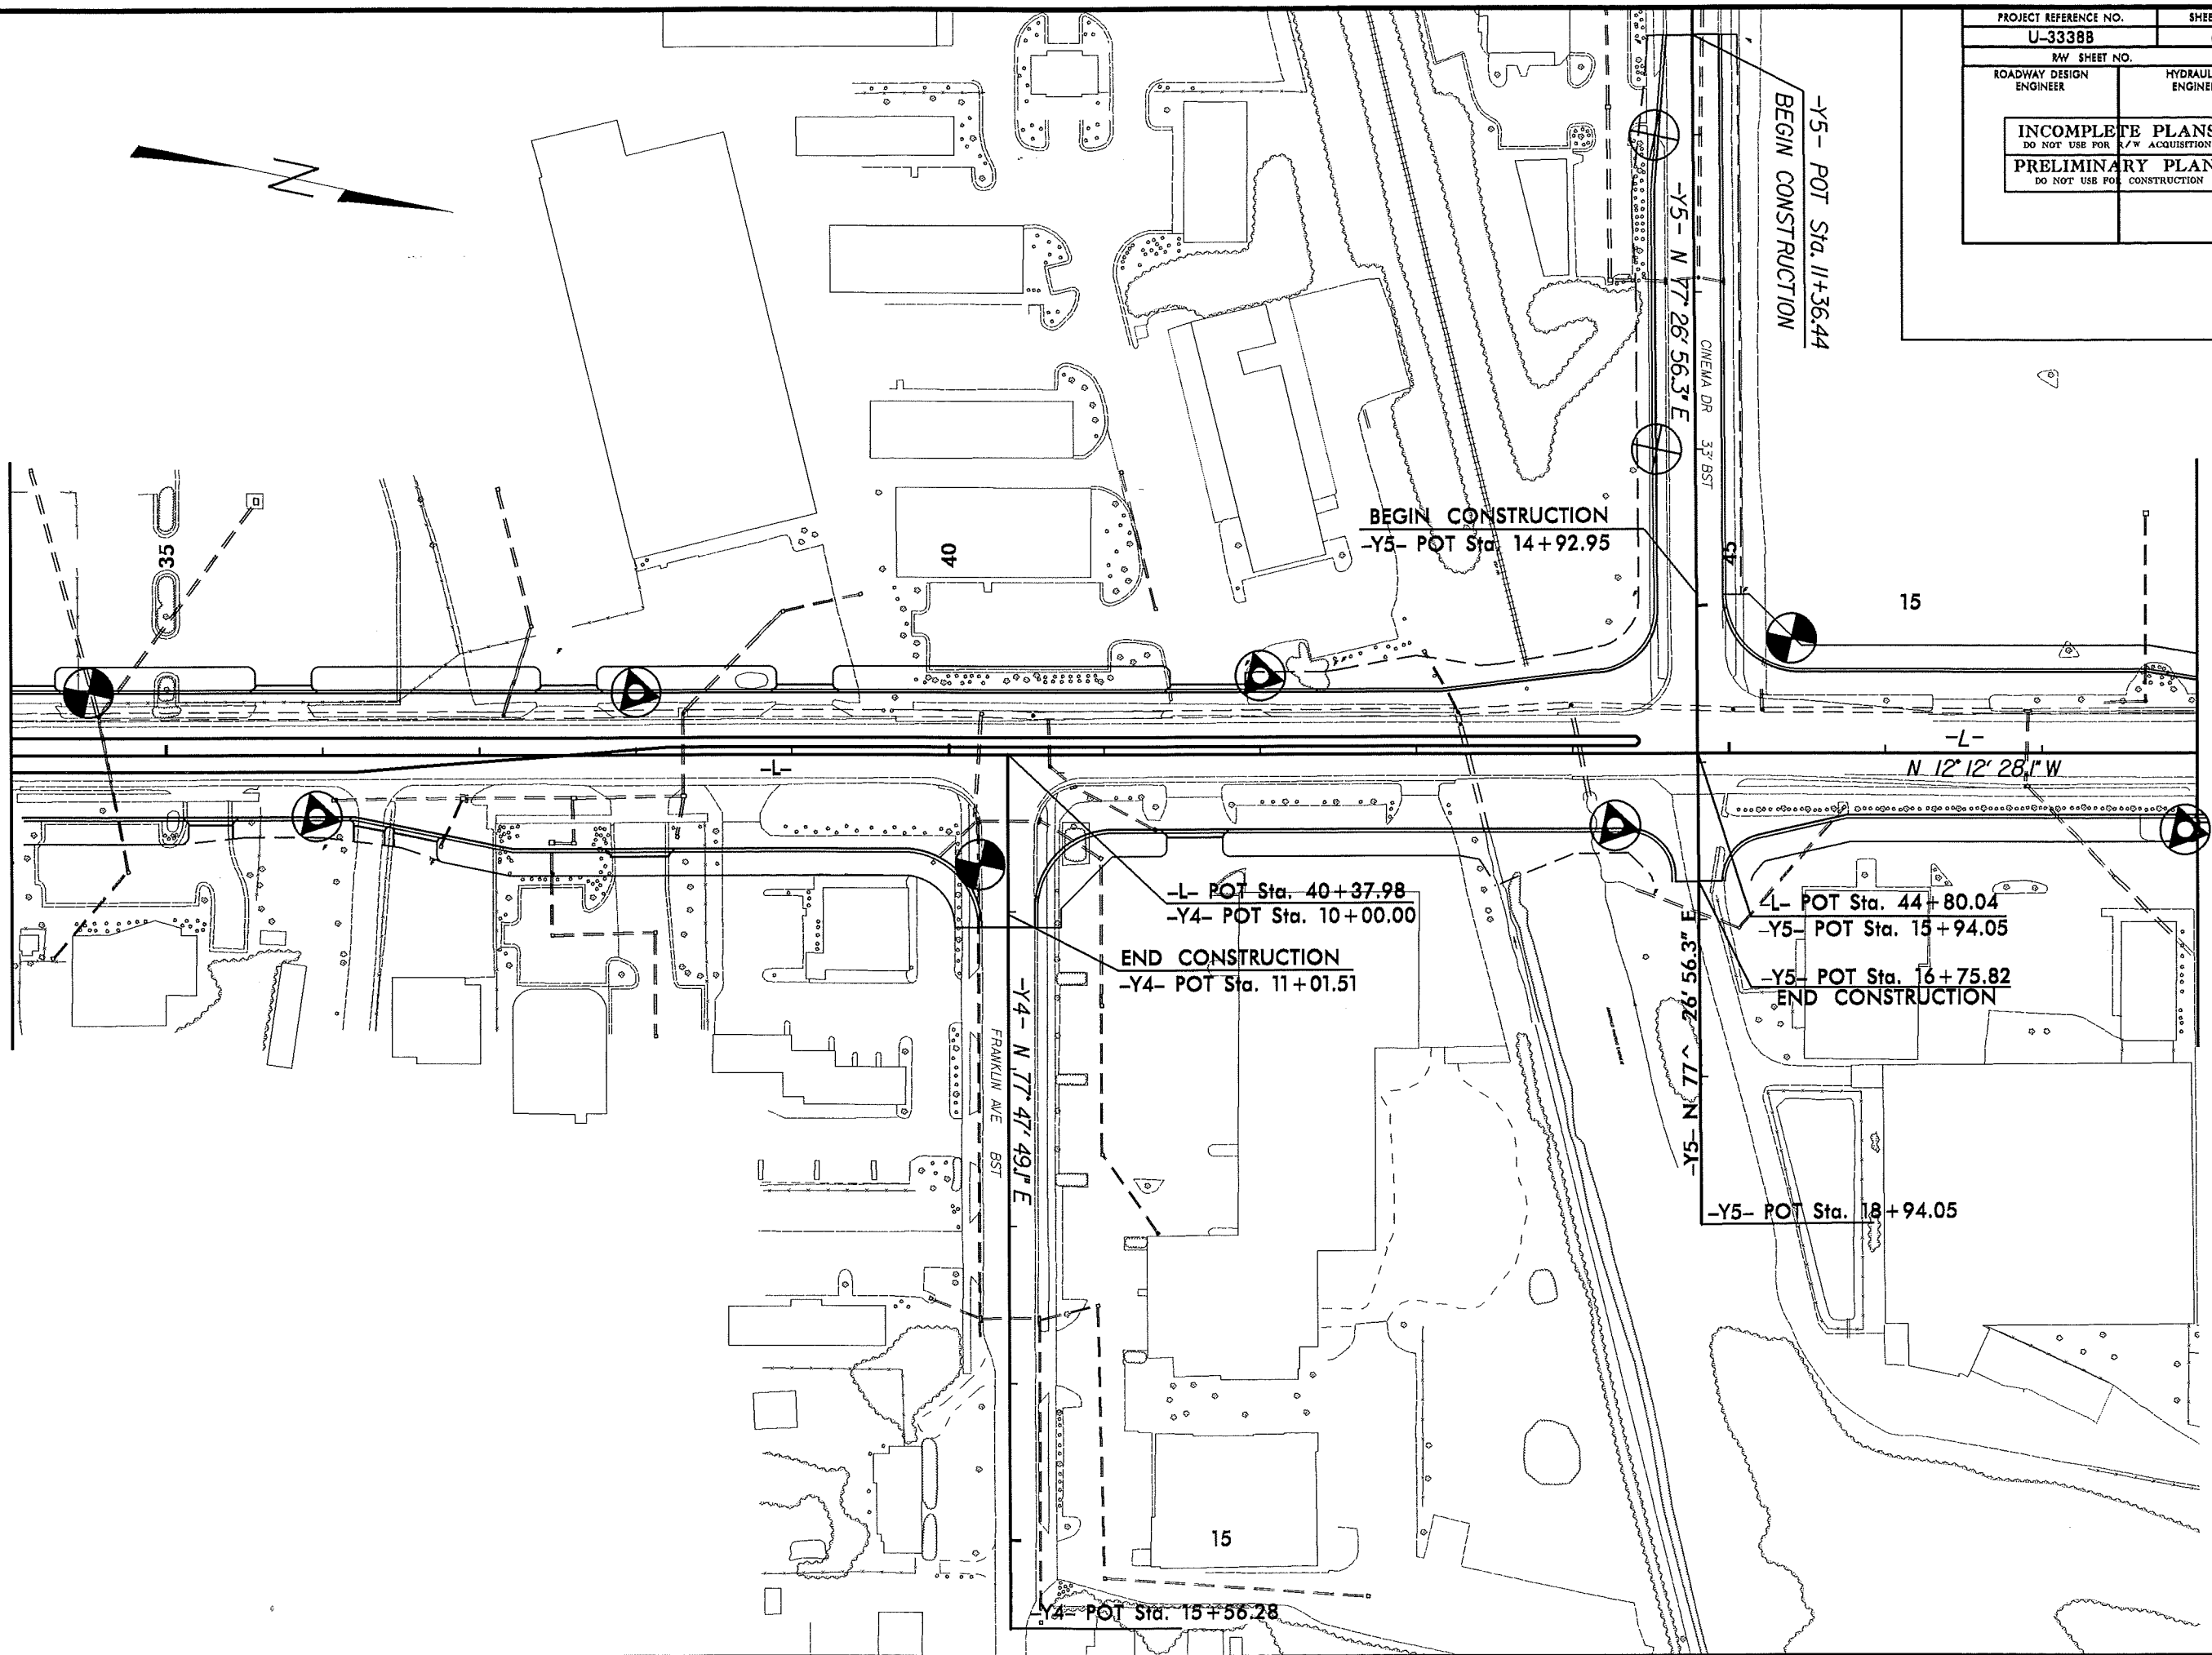 PROJECT REFERENCE NO.
U-3338B
R/W SHEET NO.
ROADWAY DESIGN
ENGINEER
INCOMPLETE PLANS
DO NOT USE FOR R/W ACQUISITION
DO NOT USE FOR CONSTRUCTION
PRELIMINARY
N
-Y5- POT Sta. 11+36.44
BEGIN CONSTRUCTION
-Y5- N 77° 26' 56.3" E
CINEMA DR 33' BST
BEGIN CONSTRUCTION
-Y5- POT Sta. 14+92.95
35
40
45
15
-L-
N 12° 12' 28.1" W
-L-
-L- POT Sta. 40+37.98
-Y4- POT Sta. 10+00.00
END CONSTRUCTION
-Y4- POT Sta. 11+01.51
-L- POT Sta. 44+80.04
-Y5- POT Sta. 15+94.05
-Y5- POT Sta. 16+75.82
END CONSTRUCTION
-Y4- N 77° 47' 49.1" E
FRANKLIN AVE BST
-Y5- N 77^ 26' 56.3" E
-Y5- POT Sta. 18+94.05
15
-Y4- POT Sta. 15+56.28